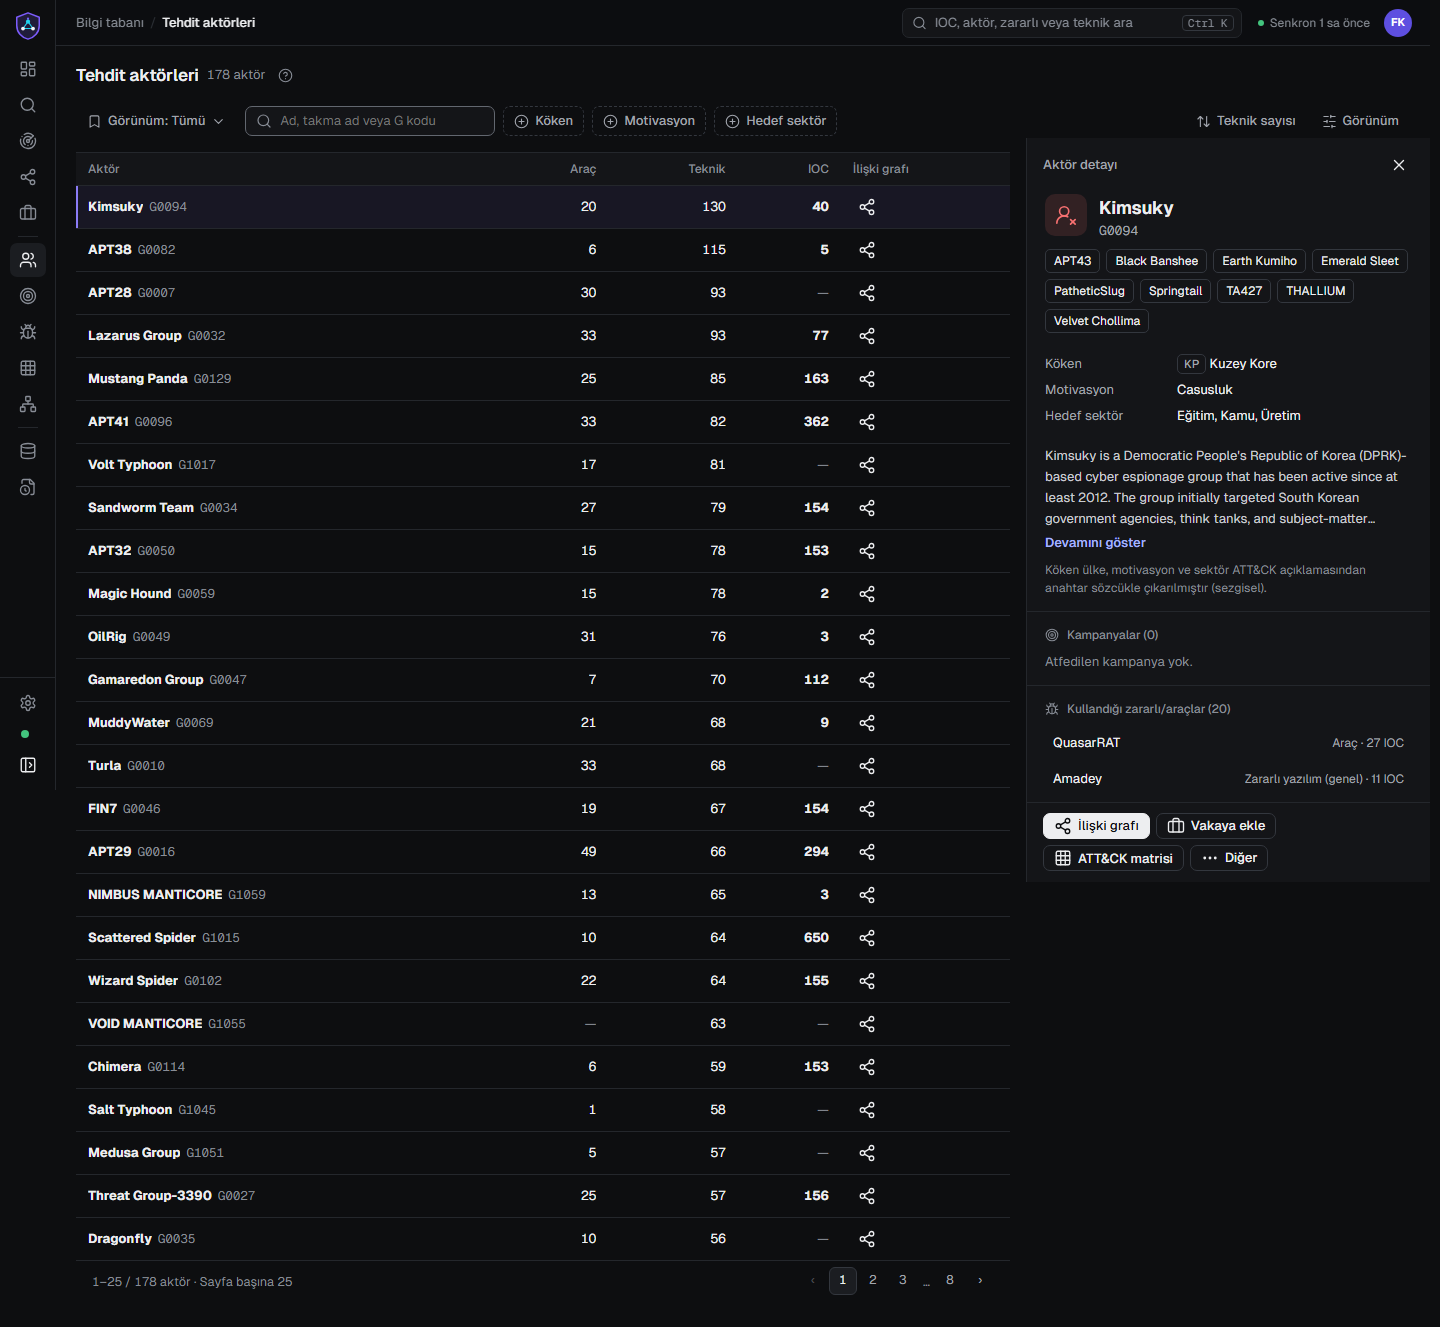 Bilgi tabanı / Tehdit aktörleri
IOC, aktör, zararlı veya teknik ara
Ctrl K
Senkron 1 sa önce
FK
Tehdit aktörleri 178 aktör
Görünüm: Tümü
Ad, takma ad veya G kodu
Köken
Motivasyon
Hedef sektör
Teknik sayısı
Görünüm
Aktör Araç Teknik IOC İlişki grafı
Kimsuky G0094 20 130 40
APT38 G0082 6 115 5
APT28 G0007 30 93 —
Lazarus Group G0032 33 93 77
Mustang Panda G0129 25 85 163
APT41 G0096 33 82 362
Volt Typhoon G1017 17 81 —
Sandworm Team G0034 27 79 154
APT32 G0050 15 78 153
Magic Hound G0059 15 78 2
OilRig G0049 31 76 3
Gamaredon Group G0047 7 70 112
MuddyWater G0069 21 68 9
Turla G0010 33 68 —
FIN7 G0046 19 67 154
APT29 G0016 49 66 294
NIMBUS MANTICORE G1059 13 65 3
Scattered Spider G1015 10 64 650
Wizard Spider G0102 22 64 155
VOID MANTICORE G1055 — 63 —
Chimera G0114 6 59 153
Salt Typhoon G1045 1 58 —
Medusa Group G1051 5 57 —
Threat Group-3390 G0027 25 57 156
Dragonfly G0035 10 56 —
1–25 / 178 aktör · Sayfa başına 25
‹ 1 2 3 … 8 ›
Aktör detayı
Kimsuky
G0094
APT43 Black Banshee Earth Kumiho Emerald Sleet
PatheticSlug Springtail TA427 THALLIUM
Velvet Chollima
Köken KP Kuzey Kore
Motivasyon Casusluk
Hedef sektör Eğitim, Kamu, Üretim
Kimsuky is a Democratic People's Republic of Korea (DPRK)-
based cyber espionage group that has been active since at
least 2012. The group initially targeted South Korean
government agencies, think tanks, and subject-matter…
Devamını göster
Köken ülke, motivasyon ve sektör ATT&CK açıklamasından
anahtar sözcükle çıkarılmıştır (sezgisel).
Kampanyalar (0)
Atfedilen kampanya yok.
Kullandığı zararlı/araçlar (20)
QuasarRAT Araç · 27 IOC
Amadey Zararlı yazılım (genel) · 11 IOC
İlişki grafı
Vakaya ekle
ATT&CK matrisi
Diğer